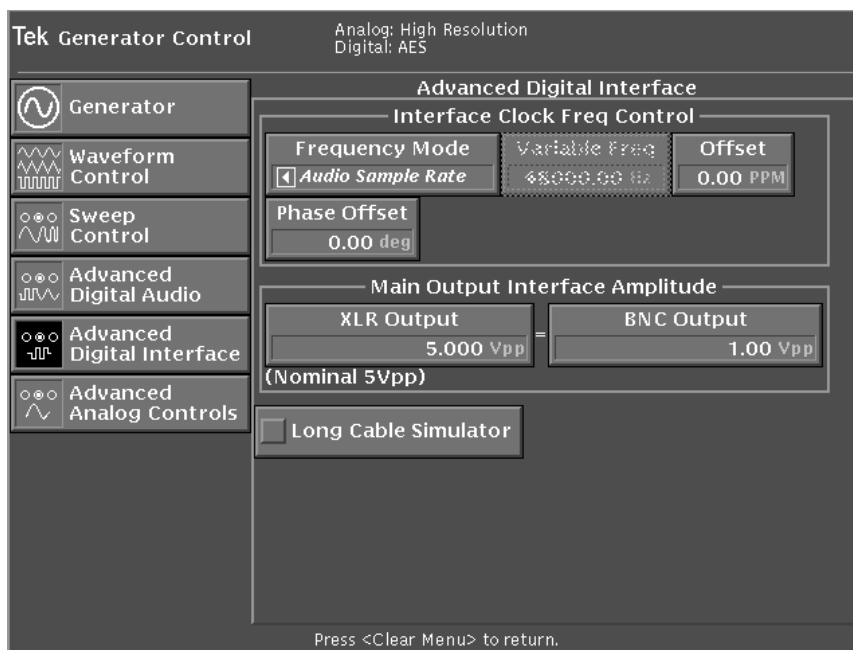 Tek Generator Control
Analog: High Resolution
Digital: AES
Generator
Waveform
Control
Sweep
Control
Advanced
Digital Audio
Advanced
Digital Interface
Advanced
Analog Controls
Advanced Digital Interface
Interface Clock Freq Control
Frequency Mode
Audio Sample Rate
Variable Freq
48000.00 Hz
Offset
0.00 PPM
Phase Offset
0.00 deg
Main Output Interface Amplitude
XLR Output
5.000 Vpp
=
BNC Output
1.00 Vpp
(Nominal 5Vpp)
Long Cable Simulator
Press <Clear Menu> to return.